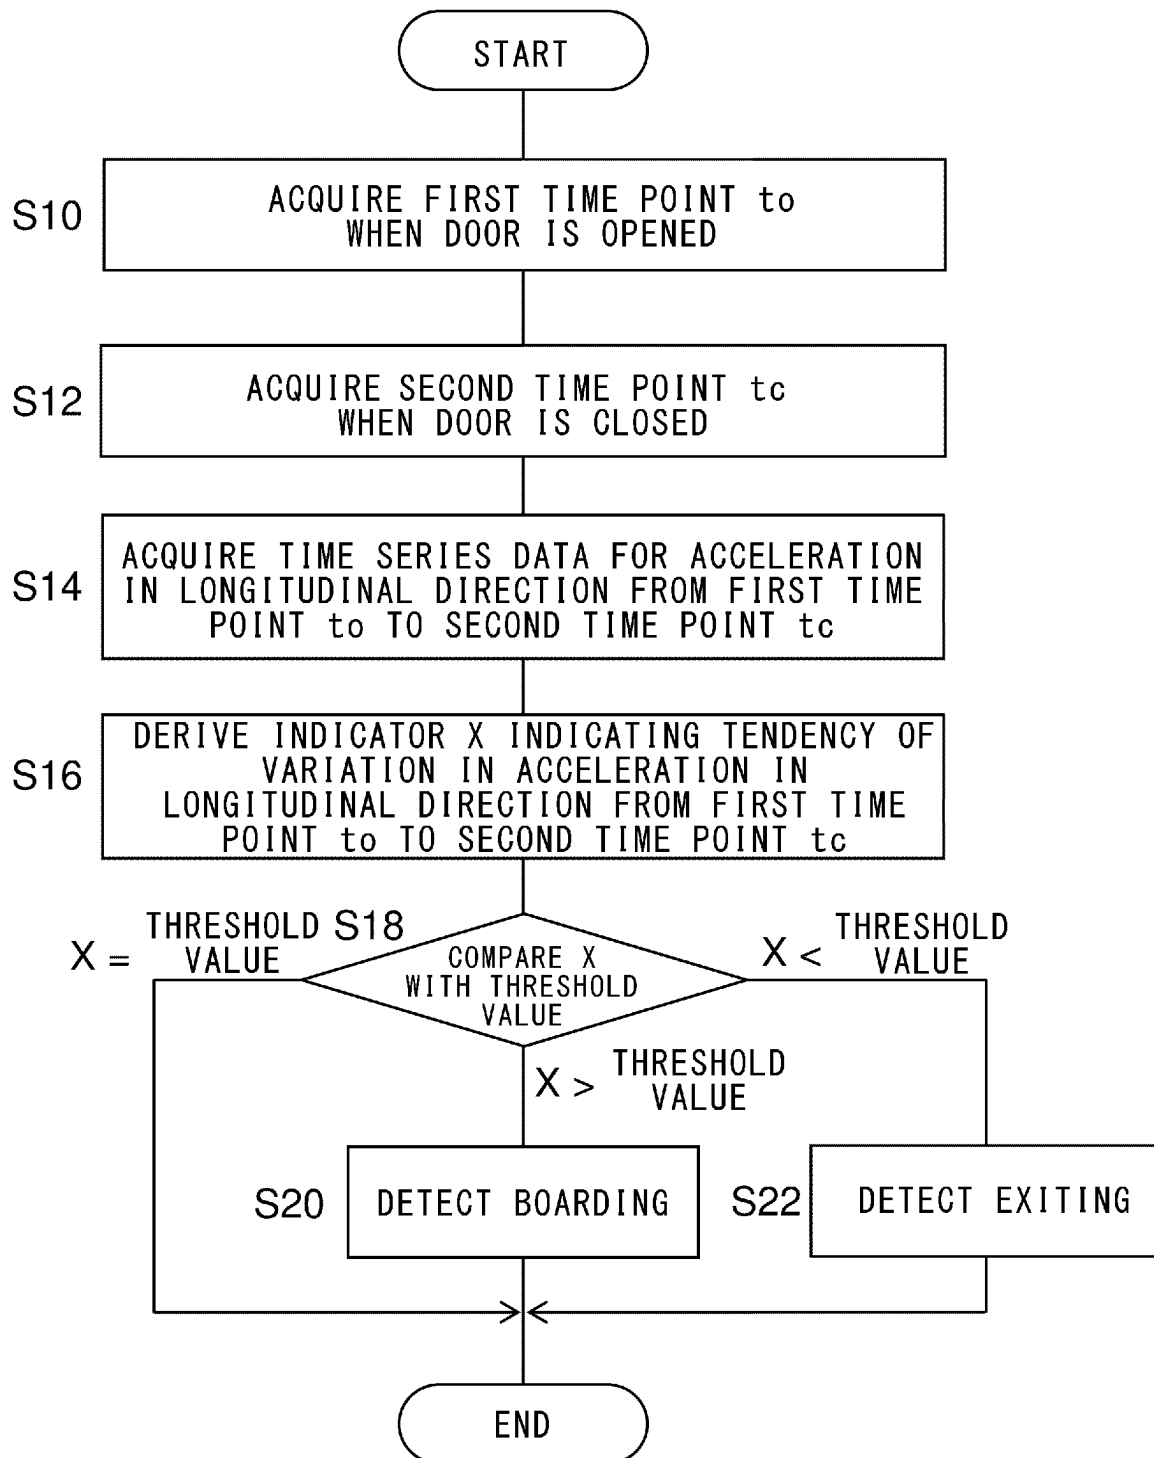 START
S10
ACQUIRE FIRST TIME POINT to
WHEN DOOR IS OPENED
S12
ACQUIRE SECOND TIME POINT tc
WHEN DOOR IS CLOSED
S14
ACQUIRE TIME SERIES DATA FOR ACCELERATION
IN LONGITUDINAL DIRECTION FROM FIRST TIME
POINT to TO SECOND TIME POINT tc
S16
DERIVE INDICATOR X INDICATING TENDENCY OF
VARIATION IN ACCELERATION IN
LONGITUDINAL DIRECTION FROM FIRST TIME
POINT to TO SECOND TIME POINT tc
X = THRESHOLD
VALUE
S18
COMPARE X
WITH THRESHOLD
VALUE
X < THRESHOLD
VALUE
X > THRESHOLD
VALUE
S20
DETECT BOARDING
S22
DETECT EXITING
END